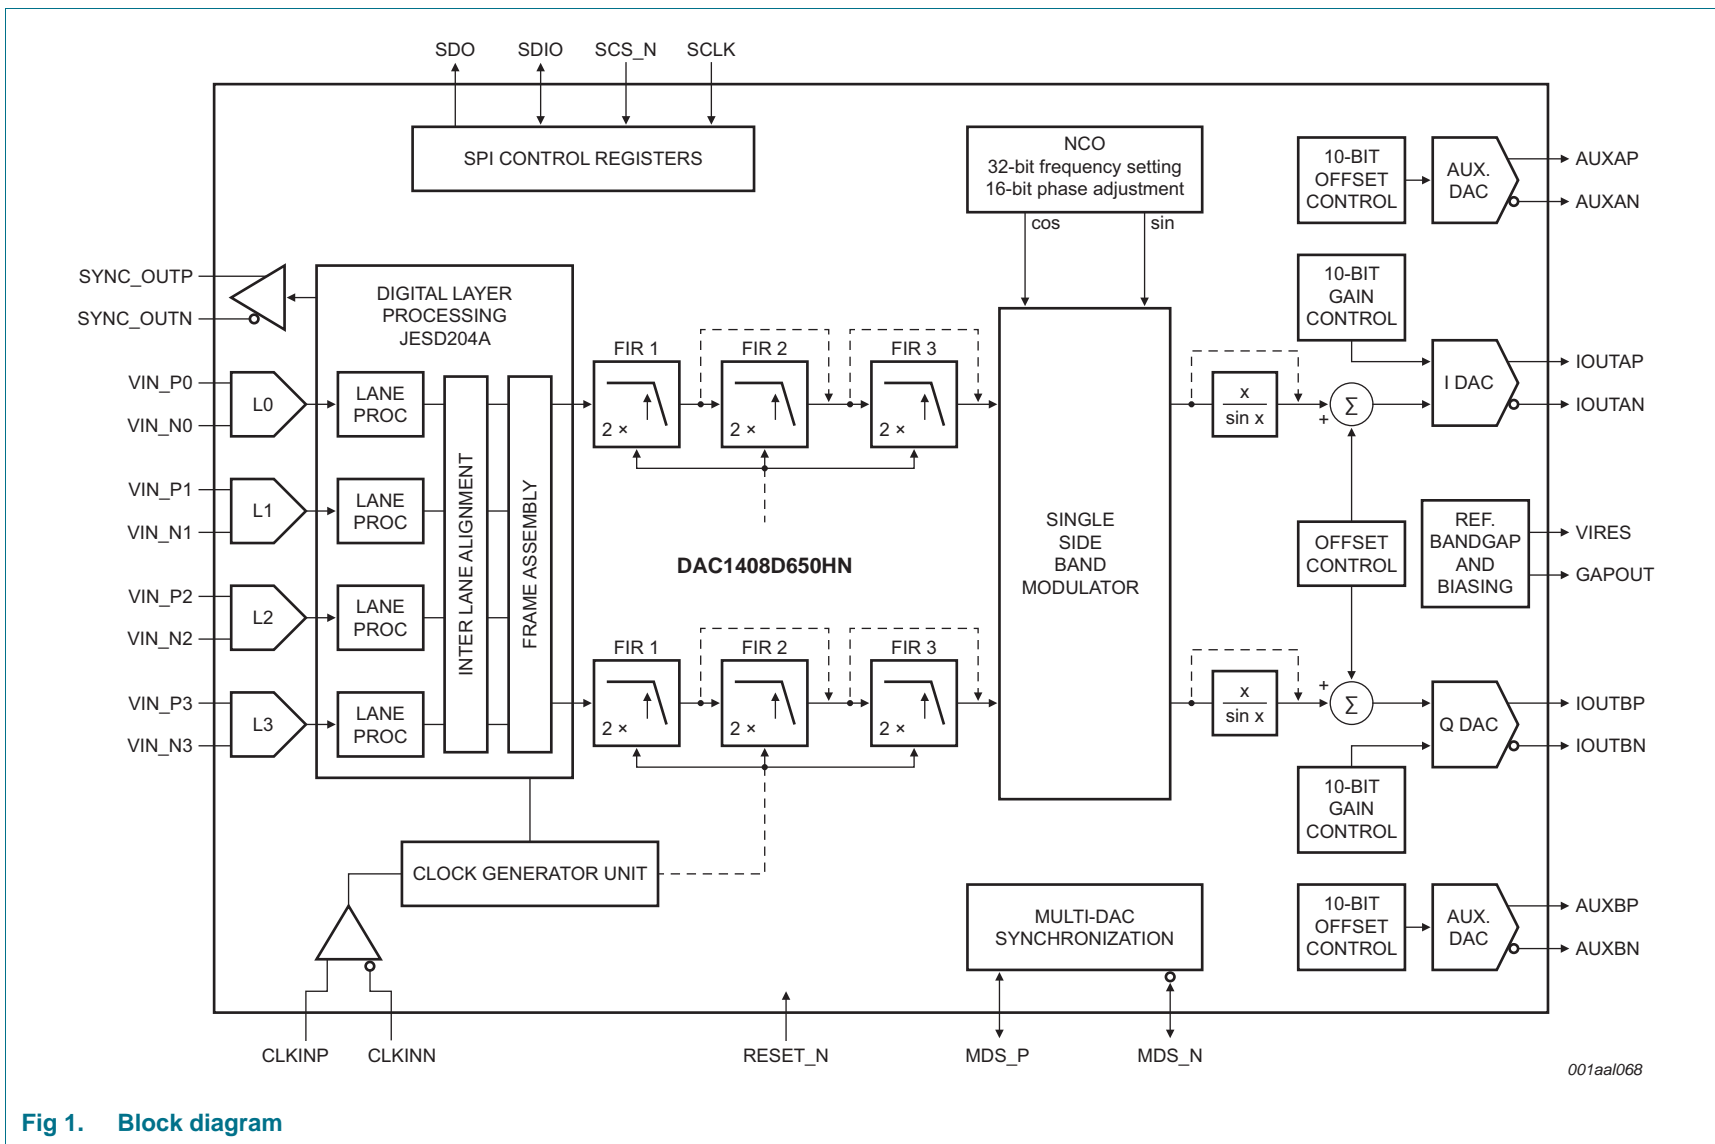 SDO
SDIO
SCS_N
SCLK
SPI CONTROL REGISTERS
NCO
32-bit frequency setting
16-bit phase adjustment
cos
sin
10-BIT
OFFSET
CONTROL
AUX.
DAC
AUXAP
AUXAN
SYNC_OUTP
SYNC_OUTN
DIGITAL LAYER
PROCESSING
JESD204A
10-BIT
GAIN
CONTROL
VIN_P0
VIN_N0
L0
LANE
PROC
FIR 1
2 ×
FIR 2
2 ×
FIR 3
2 ×
x
sin x
+
Σ
I DAC
IOUTAP
IOUTAN
VIN_P1
VIN_N1
L1
LANE
PROC
INTER LANE ALIGNMENT
FRAME ASSEMBLY
DAC1408D650HN
SINGLE
SIDE
BAND
MODULATOR
OFFSET
CONTROL
REF.
BANDGAP
AND
BIASING
VIRES
GAPOUT
VIN_P2
VIN_N2
L2
LANE
PROC
VIN_P3
VIN_N3
L3
LANE
PROC
FIR 1
2 ×
FIR 2
2 ×
FIR 3
2 ×
x
sin x
+
Σ
Q DAC
IOUTBP
IOUTBN
10-BIT
GAIN
CONTROL
CLOCK GENERATOR UNIT
MULTI-DAC
SYNCHRONIZATION
10-BIT
OFFSET
CONTROL
AUX.
DAC
AUXBP
AUXBN
CLKINP
CLKINN
RESET_N
MDS_P
MDS_N
001aal068
Fig 1. Block diagram